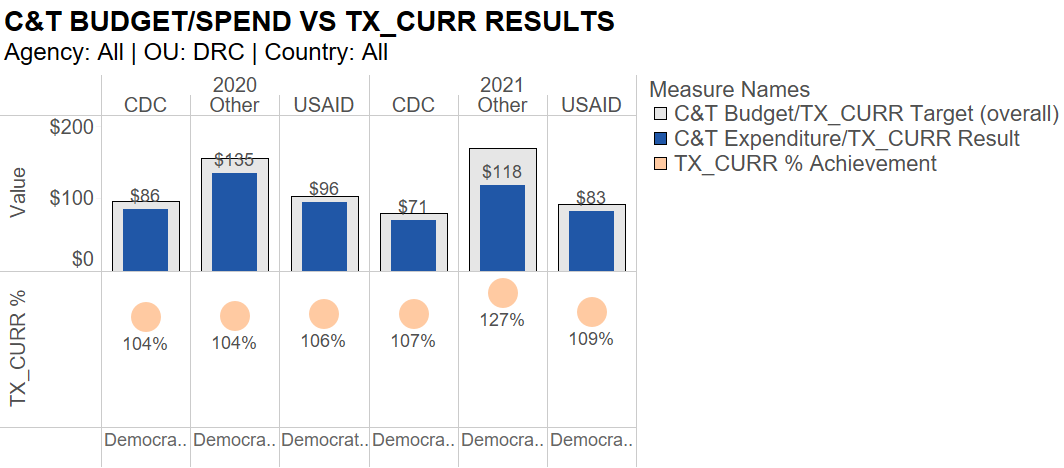 C&T BUDGET/SPEND VS TX_CURR RESULTS
Agency: All | OU: DRC | Country: All
2020 2021
CDC Other USAID CDC Other USAID
Measure Names
C&T Budget/TX_CURR Target (overall)
C&T Expenditure/TX_CURR Result
TX_CURR % Achievement
Value
$200
$100
$0
$86 $135 $96 $71 $118 $83
TX_CURR %
104% 104% 106% 107% 127% 109%
Democra.. Democra.. Democrat.. Democra.. Democra.. Democra..